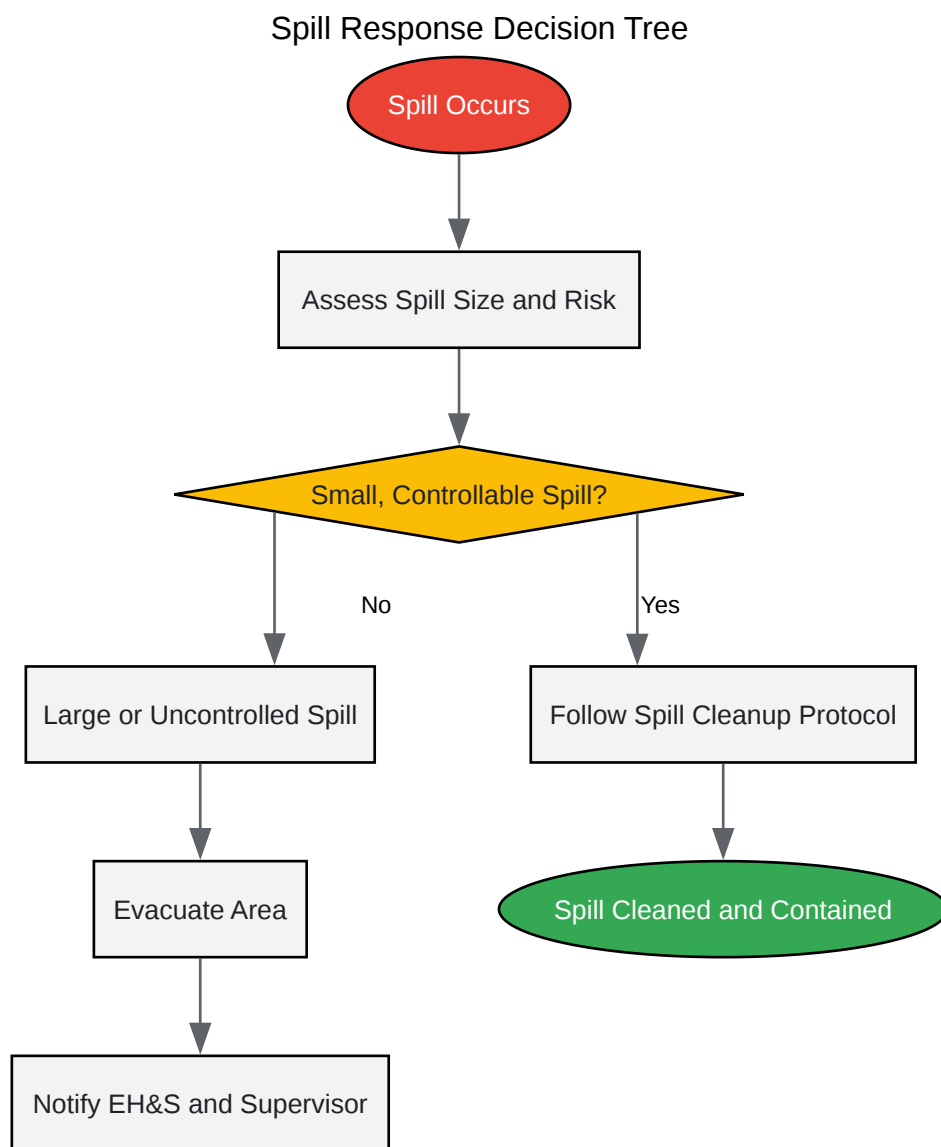 Spill Response Decision Tree
Spill Occurs
Assess Spill Size and Risk
Small, Controllable Spill?
No
Yes
Large or Uncontrolled Spill
Follow Spill Cleanup Protocol
Evacuate Area
Spill Cleaned and Contained
Notify EH&S and Supervisor